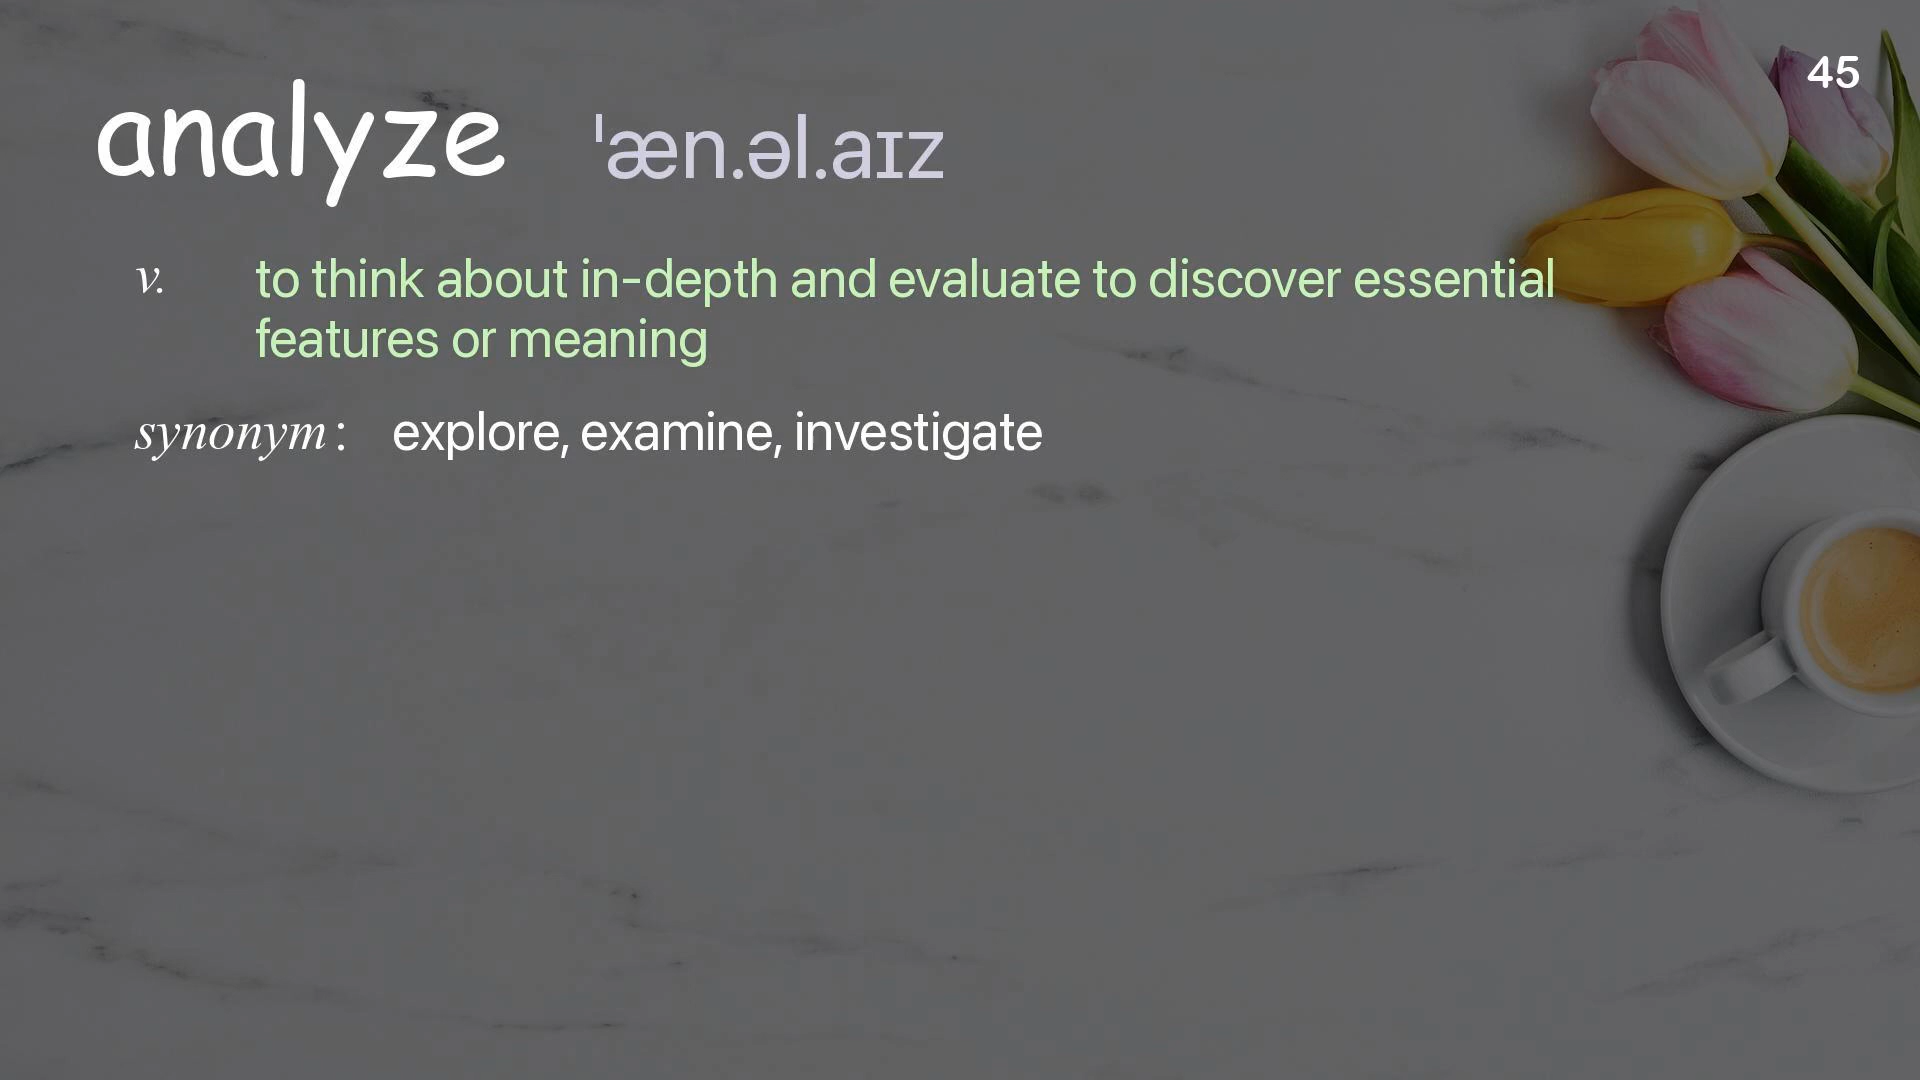 45
analyze ˈæn.əl.aɪz
v. to think about in-depth and evaluate to discover essential
features or meaning
synonym : explore, examine, investigate